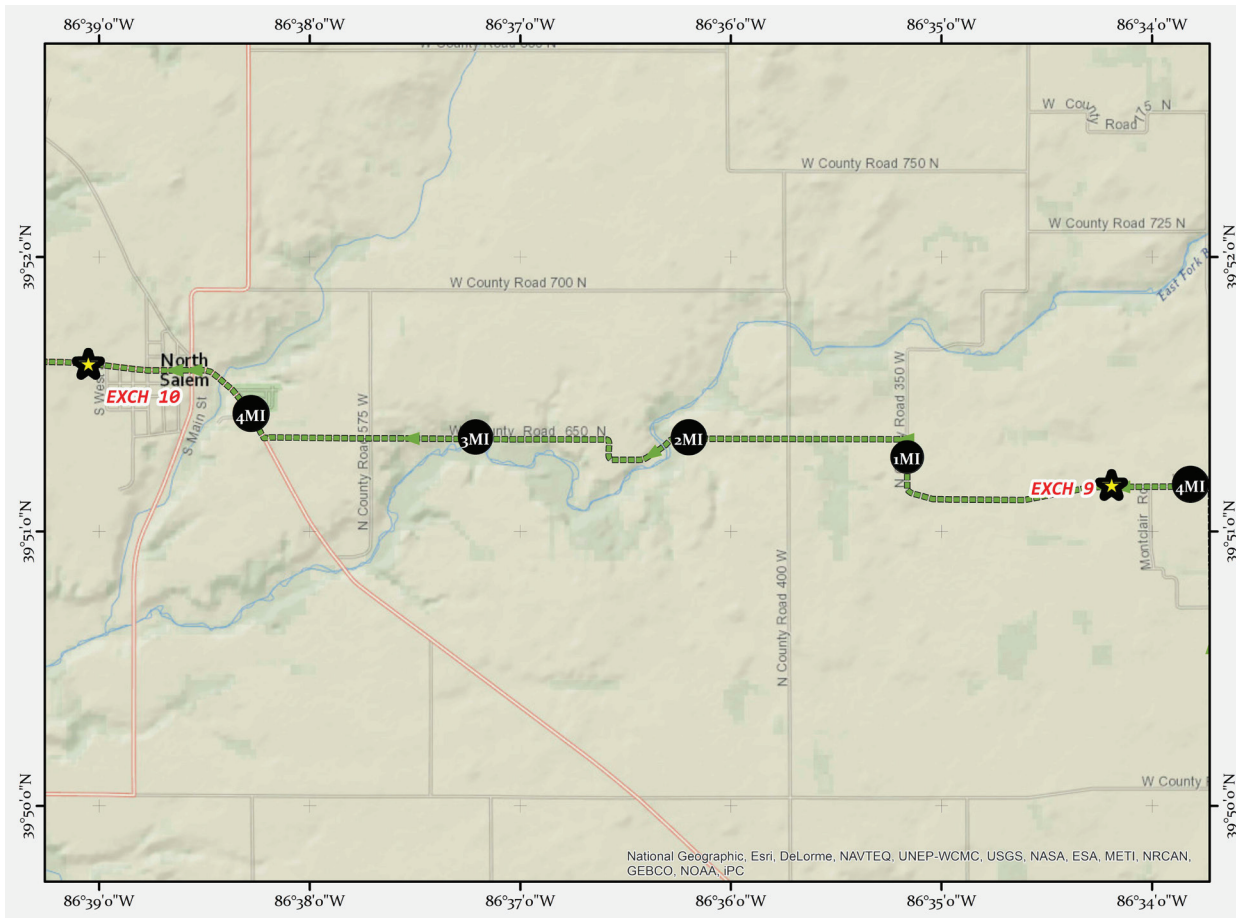 86°39'0"W 86°38'0"W 86°37'0"W 86°36'0"W 86°35'0"W 86°34'0"W
W County Road 750 N
W County Road 775 N
W County Road 725 N
39°52'0"N
39°52'0"N
East Fork
W County Road 700 N
North
Salem
EXCH 10
S West
S Main St
4MI
N County Road 575 W
3MI
W County Road 650 N
2MI
Road 350 W
1MI
EXCH 9
4MI
Montclair Rd
39°51'0"N
39°51'0"N
N County Road 400 W
W County
39°50'0"N
39°50'0"N
National Geographic, Esri, DeLorme, NAVTEQ, UNEP-WCMC, USGS, NASA, ESA, METI, NRCAN,
GEBCO, NOAA, iPC
86°39'0"W 86°38'0"W 86°37'0"W 86°36'0"W 86°35'0"W 86°34'0"W